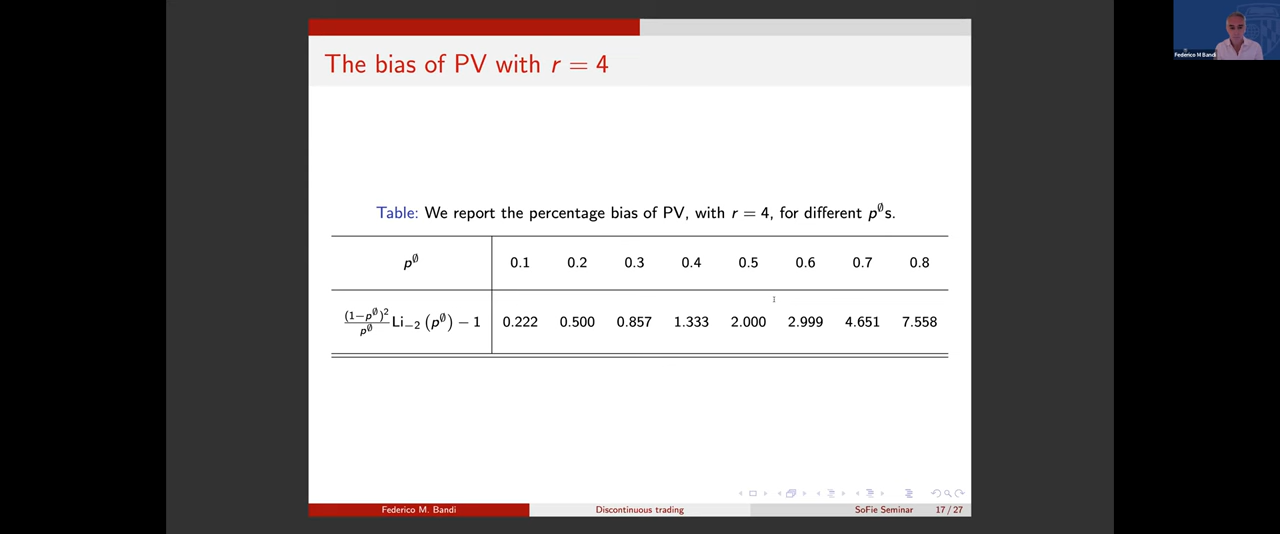 The bias of PV with r = 4
Federico M Bandi
Table: We report the percentage bias of PV, with r = 4, for different p^∅s.
p^∅ 0.1 0.2 0.3 0.4 0.5 0.6 0.7 0.8
(1−p^∅)²/p^∅ Li₋₂ (p^∅) − 1 0.222 0.500 0.857 1.333 2.000 2.999 4.651 7.558
Federico M. Bandi Discontinuous trading SoFie Seminar 17 / 27